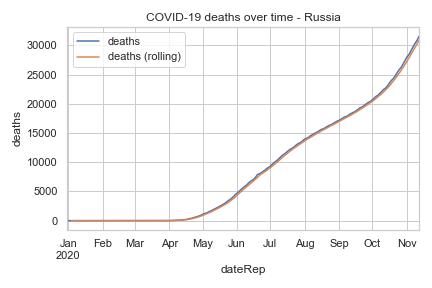 COVID-19 deaths over time - Russia
deaths
deaths (rolling)
30000
25000
20000
15000
10000
5000
0
deaths
Jan Feb Mar Apr May Jun Jul Aug Sep Oct Nov
2020
dateRep